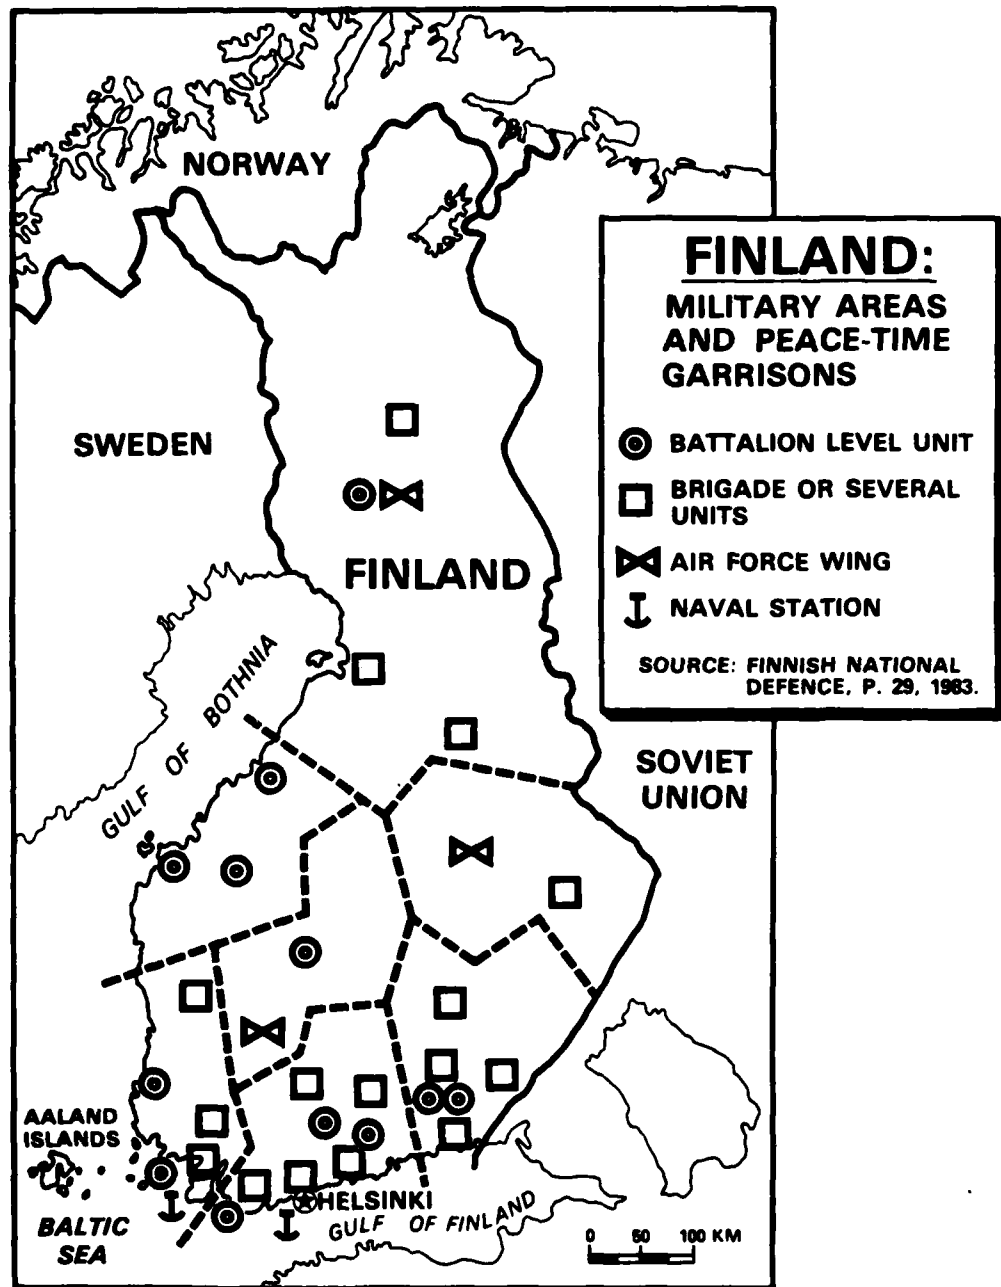 NORWAY
FINLAND:
MILITARY AREAS
AND PEACE-TIME
GARRISONS
BATTALION LEVEL UNIT
BRIGADE OR SEVERAL
UNITS
AIR FORCE WING
NAVAL STATION
SOURCE: FINNISH NATIONAL
DEFENCE, P. 29, 1983.
SWEDEN
FINLAND
GULF OF BOTHNIA
SOVIET
UNION
AALAND
ISLANDS
BALTIC
SEA
HELSINKI
GULF OF FINLAND
0 50 100 KM